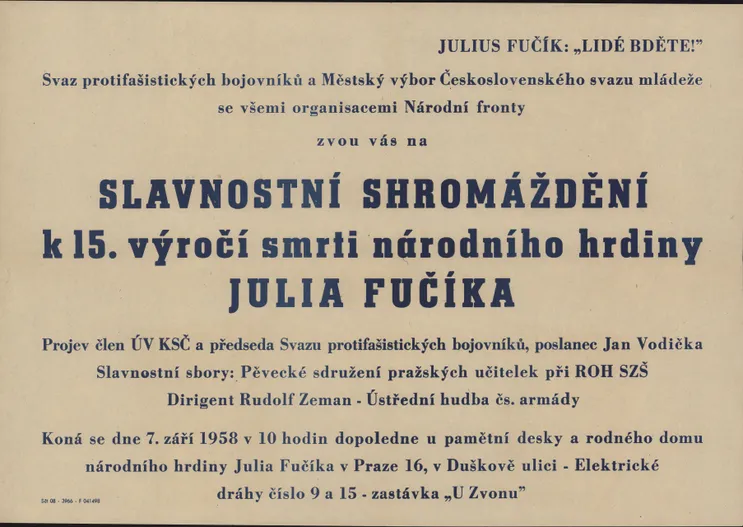 JULIUS FUČÍK: „LIDÉ BDĚTE!”
Svaz protifašistických bojovníků a Městský výbor Československého svazu mládeže
se všemi organisacemi Národní fronty
zvou vás na
SLAVNOSTNÍ SHROMÁŽDĚNÍ
k 15. výročí smrti národního hrdiny
JULIA FUČÍKA
Projev člen ÚV KSČ a předseda Svazu protifašistických bojovníků, poslanec Jan Vodička
Slavnostní sbory: Pěvecké sdružení pražských učitelek při ROH SZŠ
Dirigent Rudolf Zeman - Ústřední hudba čs. armády
Koná se dne 7. září 1958 v 10 hodin dopoledne u pamětní desky a rodného domu
národního hrdiny Julia Fučíka v Praze 16, v Duškově ulici - Elektrické
dráhy číslo 9 a 15 - zastávka „U Zvonu”